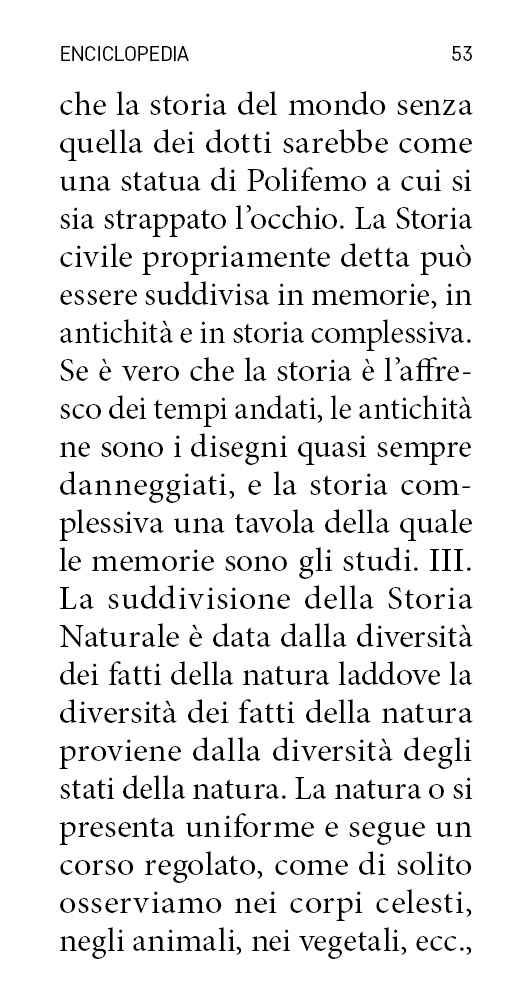 ENCICLOPEDIA 53
che la storia del mondo senza
quella dei dotti sarebbe come
una statua di Polifemo a cui si
sia strappato l’occhio. La Storia
civile propriamente detta può
essere suddivisa in memorie, in
antichità e in storia complessiva.
Se è vero che la storia è l’affre-
sco dei tempi andati, le antichità
ne sono i disegni quasi sempre
danneggiati, e la storia com-
plessiva una tavola della quale
le memorie sono gli studi. III.
La suddivisione della Storia
Naturale è data dalla diversità
dei fatti della natura laddove la
diversità dei fatti della natura
proviene dalla diversità degli
stati della natura. La natura o si
presenta uniforme e segue un
corso regolato, come di solito
osserviamo nei corpi celesti,
negli animali, nei vegetali, ecc.,